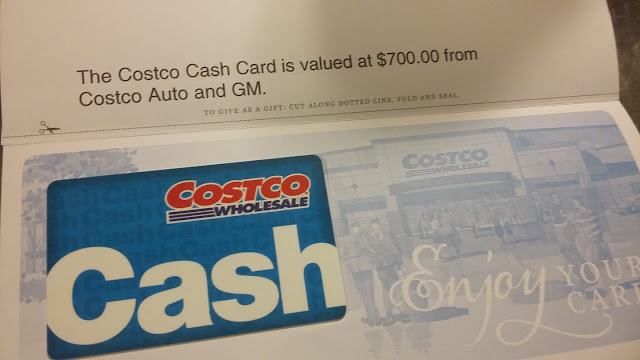 The Costco Cash Card is valued at $700.00 from
Costco Auto and GM.
TO GIVE AS A GIFT: CUT ALONG DOTTED LINE, FOLD AND SEAL.
COSTCO
WHOLESALE
Cash
COSTCO
WHOLESALE
Enjoy YOUR
CARD